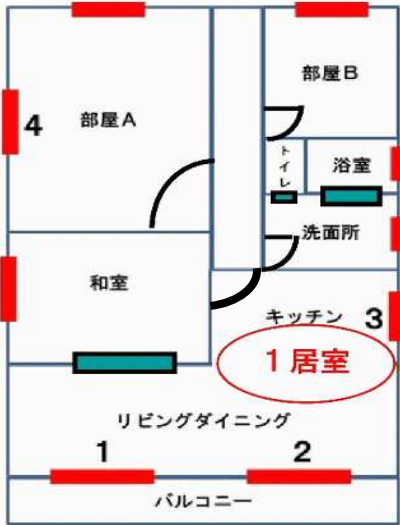 部屋B
4
部屋A
トイレ
浴室
洗面所
和室
キッチン
3
1居室
リビングダイニング
1
2
バルコニー